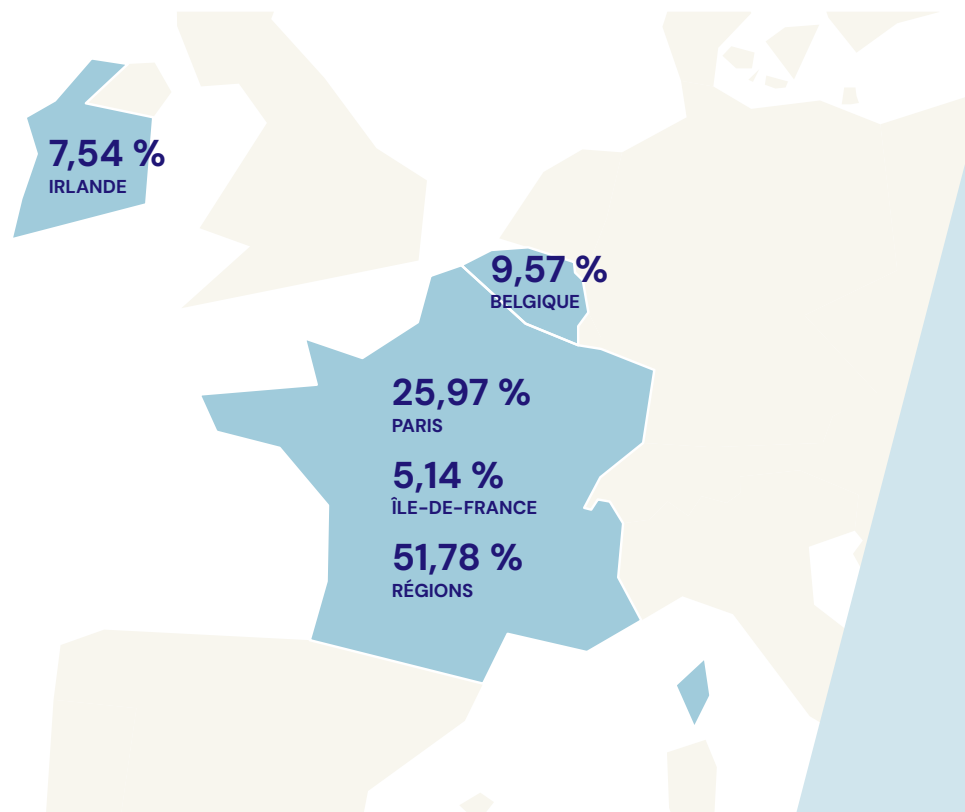 7,54 %
IRLANDE
9,57 %
BELGIQUE
25,97 %
PARIS
5,14 %
ÎLE-DE-FRANCE
51,78 %
RÉGIONS